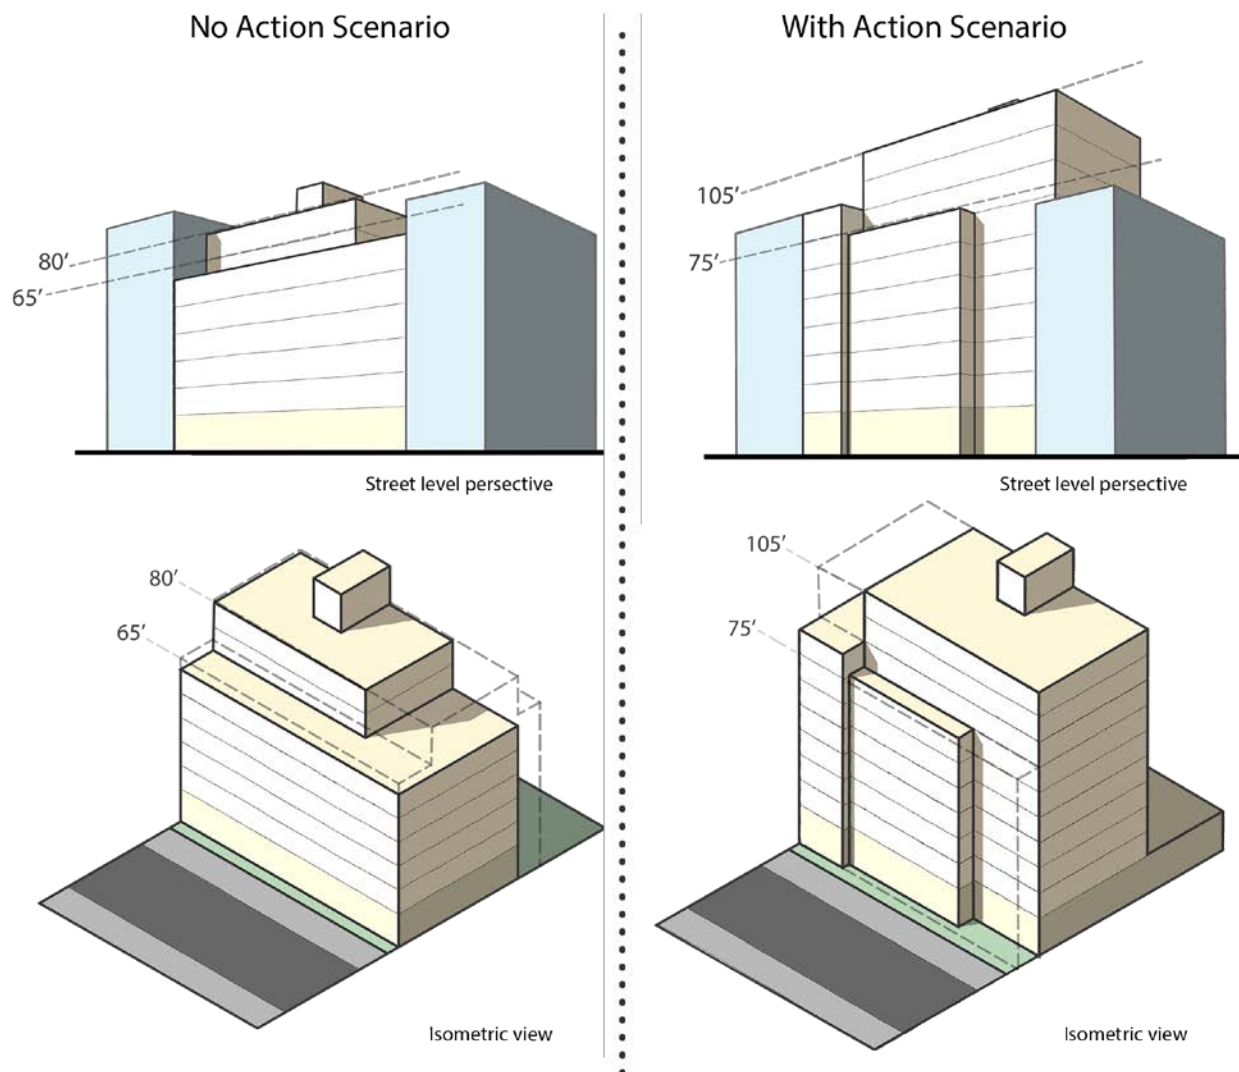 No Action Scenario
With Action Scenario
80'
65'
Street level persective
105'
75'
Street level persective
80'
65'
Isometric view
105'
75'
Isometric view